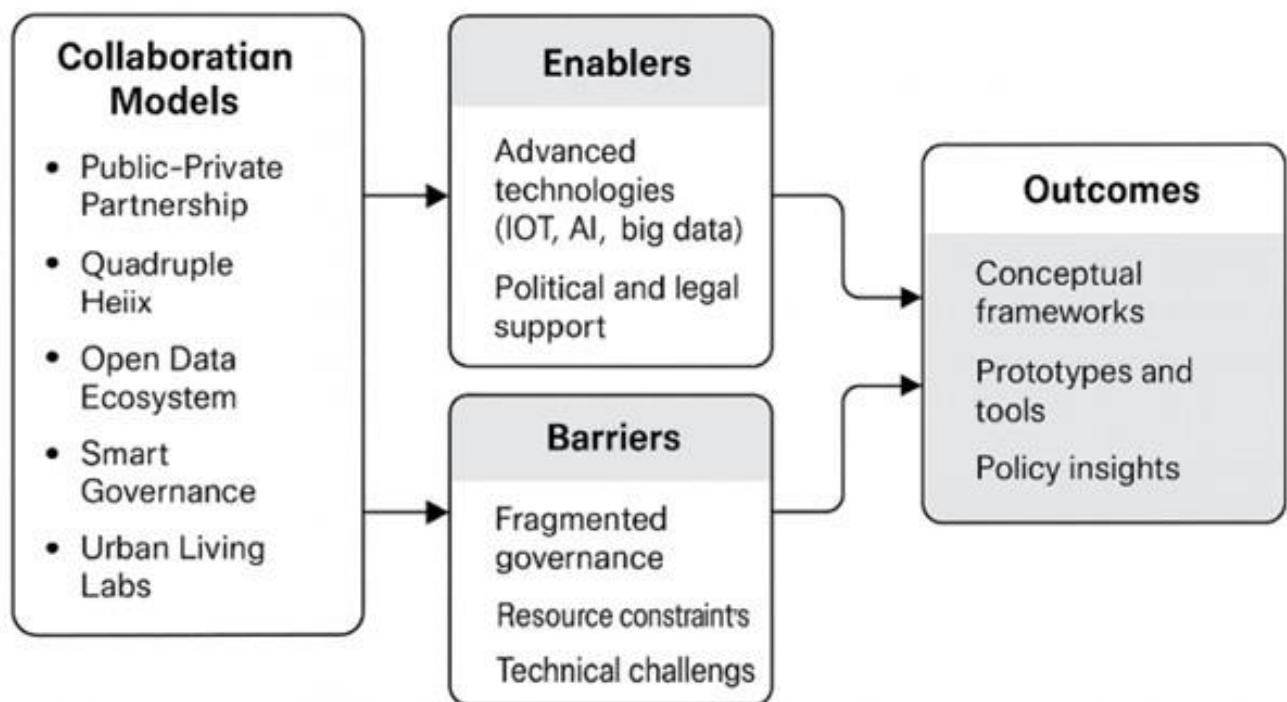 Collaboration
Models
• Public-Private
Partnership
• Quadruple
Heiix
• Open Data
Ecosystem
• Smart
Governance
• Urban Living
Labs
Enablers
Advanced
technologies
(IOT, AI, big data)
Political and legal
support
Barriers
Fragmented
governance
Resource constraint's
Technical challengs
Outcomes
Conceptual
frameworks
Prototypes and
tools
Policy insights